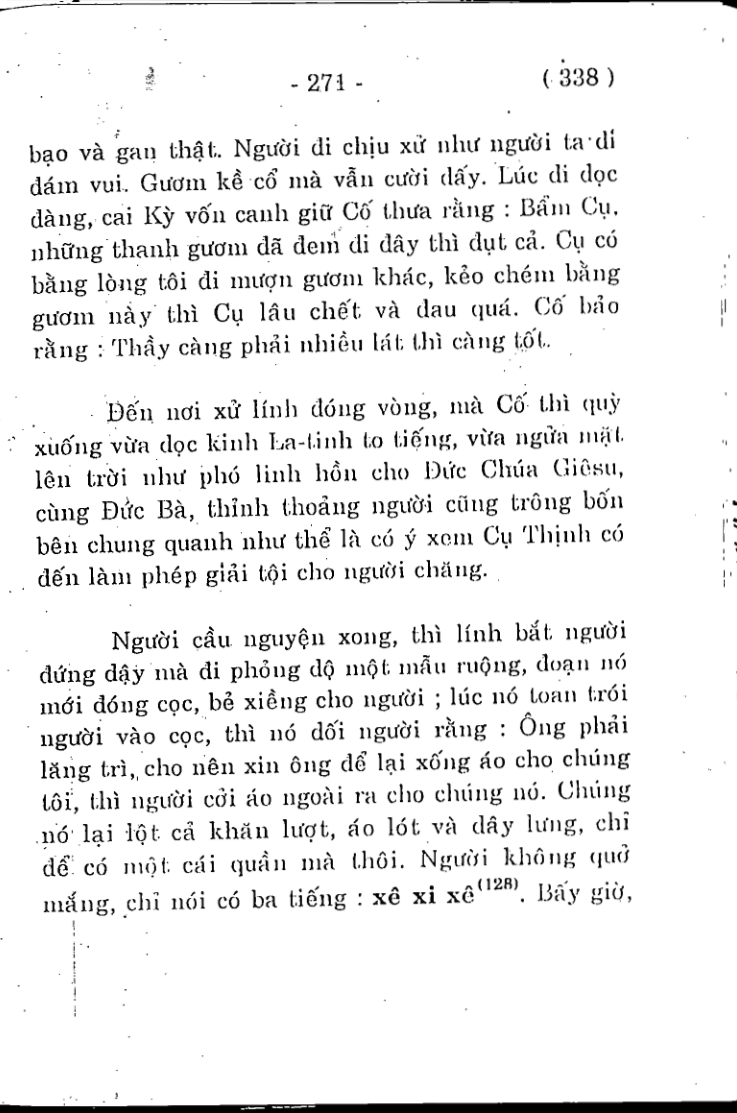 - 271 - ( 338 )
bạo và gan thật. Người đi chịu xử như người ta đi
đám vui. Gươm kề cổ mà vẫn cười đấy. Lúc đi dọc
đàng, cai Kỳ vốn canh giữ Cố thưa rằng : Bẩm Cụ,
những thanh gươm đã đem đi đây thì đụt cả. Cụ có
bằng lòng tôi đi mượn gươm khác, kẻo chém bằng
gươm này thì Cụ lâu chết và đau quá. Cố bảo
rằng : Thầy càng phải nhiều lát thì càng tốt.
Đến nơi xử lính đóng vòng, mà Cố thì quỳ
xuống vừa đọc kinh La-tinh to tiếng, vừa ngửa mặt
lên trời như phó linh hồn cho Đức Chúa Giêsu,
cùng Đức Bà, thỉnh thoảng người cũng trông bốn
bên chung quanh như thể là có ý xem Cụ Thịnh có
đến làm phép giải tội cho người chăng.
Người cầu nguyện xong, thì lính bắt người
đứng dậy mà đi phỏng độ một mẫu ruộng, đoạn nó
mới đóng cọc, bẻ xiềng cho người ; lúc nó toan trói
người vào cọc, thì nó dối người rằng : Ông phải
lăng trì, cho nên xin ông để lại xống áo cho chúng
tôi, thì người cởi áo ngoài ra cho chúng nó. Chúng
nó lại lột cả khăn lượt, áo lót và dây lưng, chỉ
để có một cái quần mà thôi. Người không quở
mắng, chỉ nói có ba tiếng : xê xi xê(128). Bấy giờ,